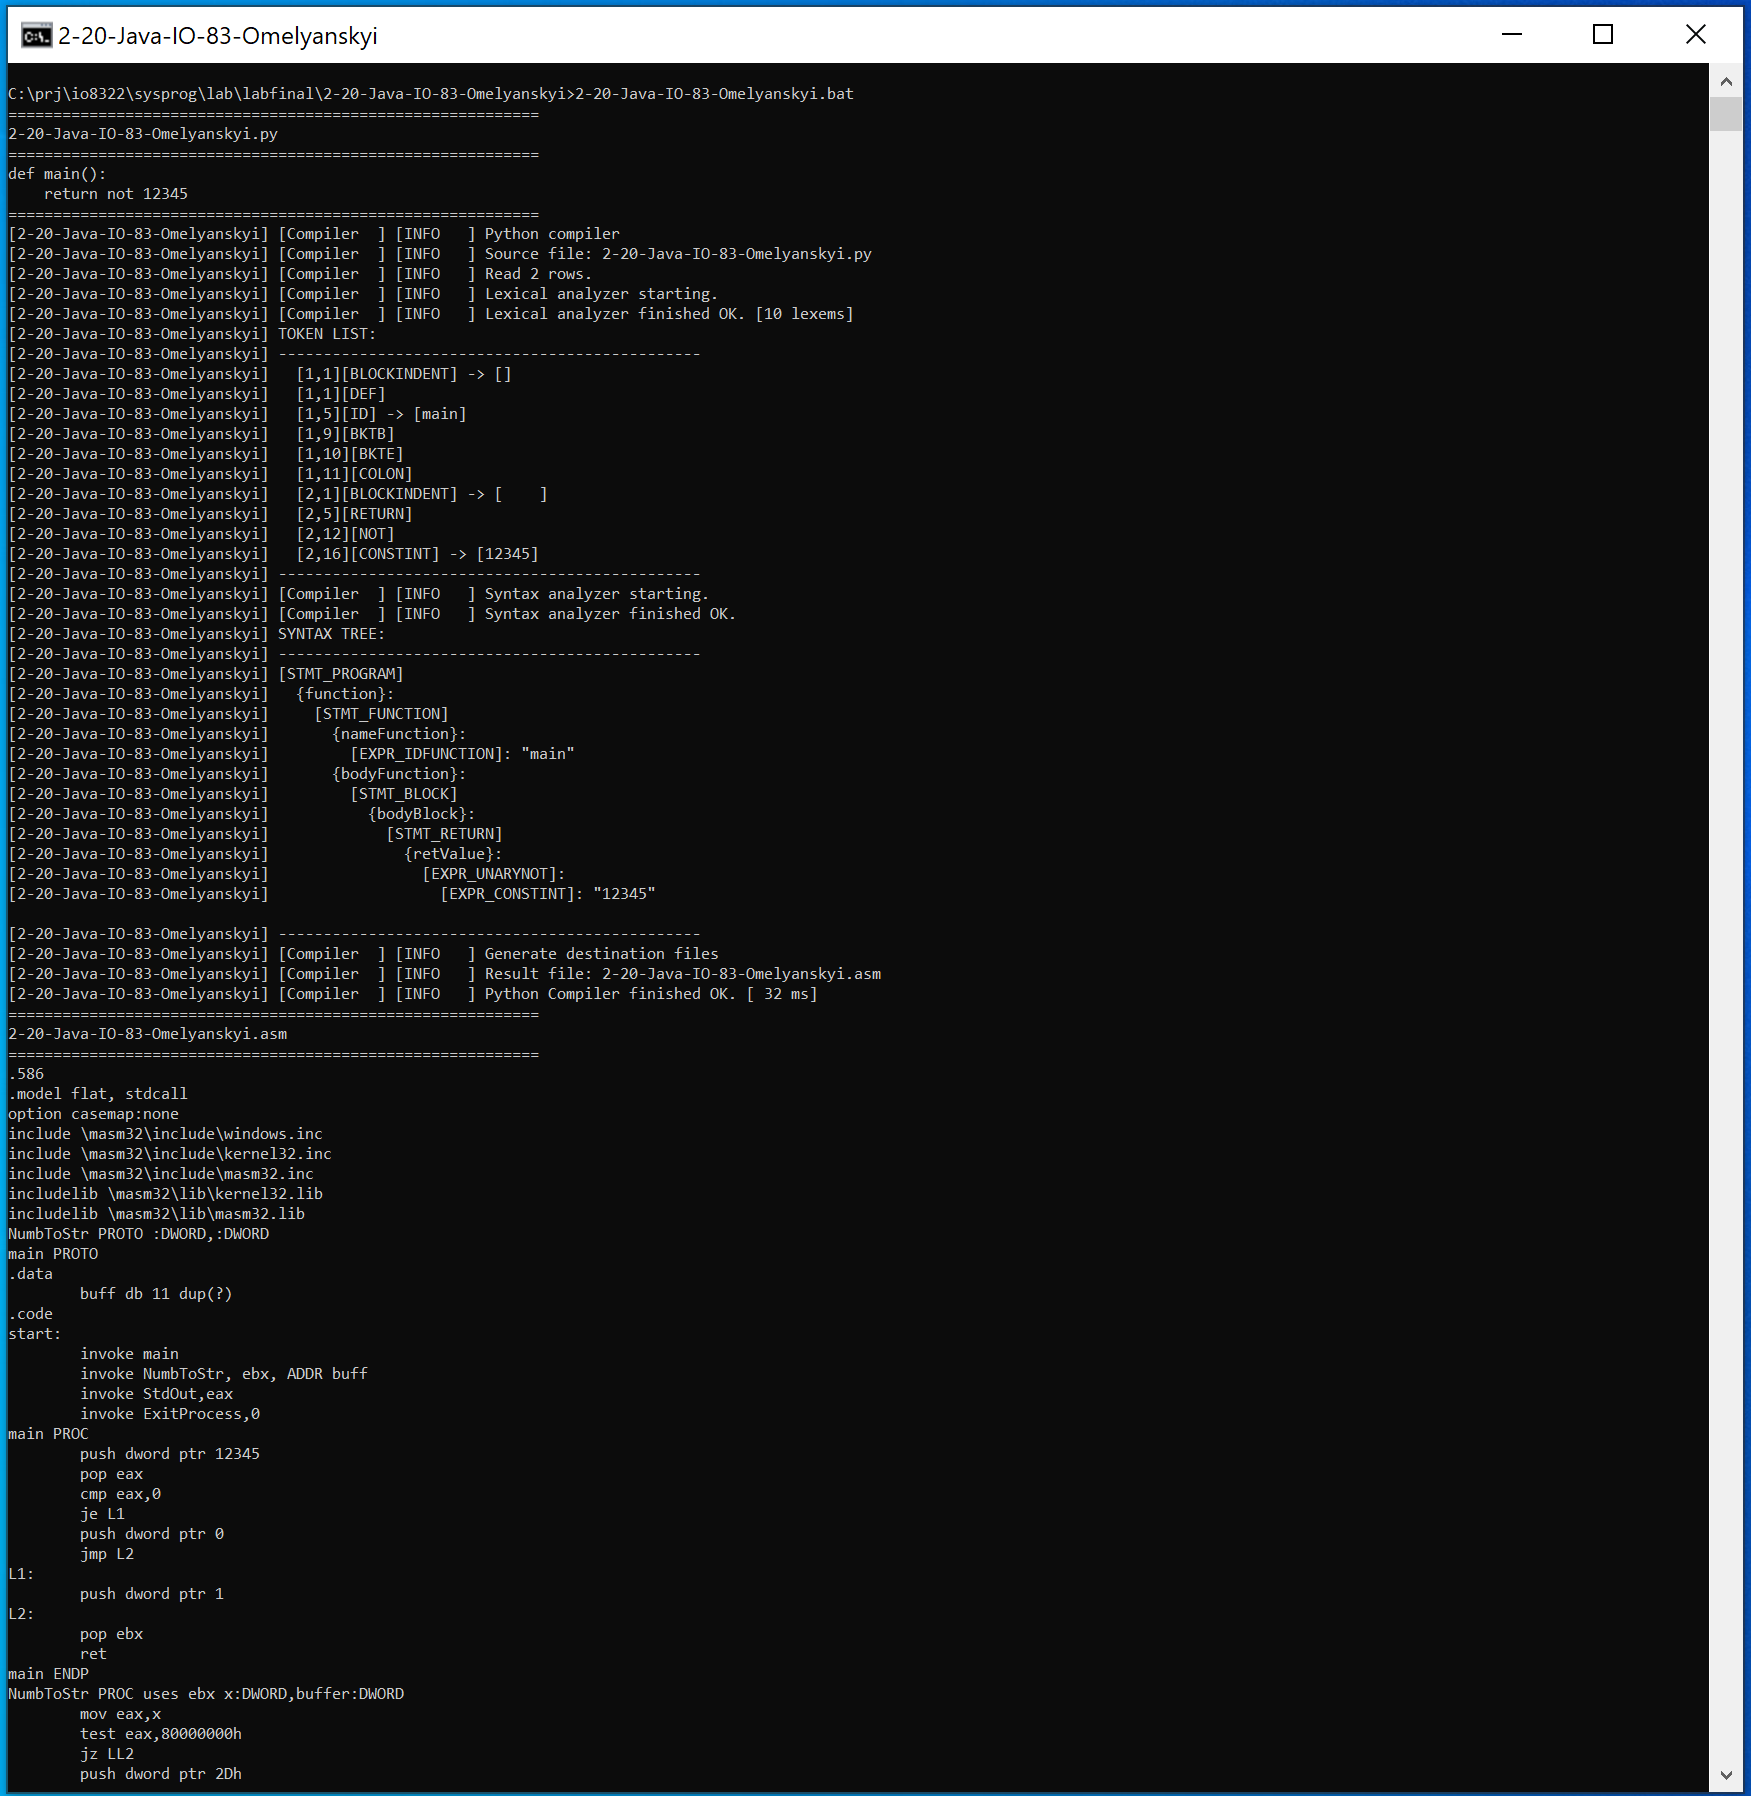 2-20-Java-IO-83-Omelyanskyi
C:\prj\io8322\sysprog\lab\labfinal\2-20-Java-IO-83-Omelyanskyi>2-20-Java-IO-83-Omelyanskyi.bat
===========================================================
2-20-Java-IO-83-Omelyanskyi.py
===========================================================
def main():
    return not 12345
===========================================================
[2-20-Java-IO-83-Omelyanskyi] [Compiler  ] [INFO   ] Python compiler
[2-20-Java-IO-83-Omelyanskyi] [Compiler  ] [INFO   ] Source file: 2-20-Java-IO-83-Omelyanskyi.py
[2-20-Java-IO-83-Omelyanskyi] [Compiler  ] [INFO   ] Read 2 rows.
[2-20-Java-IO-83-Omelyanskyi] [Compiler  ] [INFO   ] Lexical analyzer starting.
[2-20-Java-IO-83-Omelyanskyi] [Compiler  ] [INFO   ] Lexical analyzer finished OK. [10 lexems]
[2-20-Java-IO-83-Omelyanskyi] TOKEN LIST:
[2-20-Java-IO-83-Omelyanskyi] -----------------------------------------------
[2-20-Java-IO-83-Omelyanskyi]   [1,1][BLOCKINDENT] -> []
[2-20-Java-IO-83-Omelyanskyi]   [1,1][DEF]
[2-20-Java-IO-83-Omelyanskyi]   [1,5][ID] -> [main]
[2-20-Java-IO-83-Omelyanskyi]   [1,9][BKTB]
[2-20-Java-IO-83-Omelyanskyi]   [1,10][BKTE]
[2-20-Java-IO-83-Omelyanskyi]   [1,11][COLON]
[2-20-Java-IO-83-Omelyanskyi]   [2,1][BLOCKINDENT] -> [    ]
[2-20-Java-IO-83-Omelyanskyi]   [2,5][RETURN]
[2-20-Java-IO-83-Omelyanskyi]   [2,12][NOT]
[2-20-Java-IO-83-Omelyanskyi]   [2,16][CONSTINT] -> [12345]
[2-20-Java-IO-83-Omelyanskyi] -----------------------------------------------
[2-20-Java-IO-83-Omelyanskyi] [Compiler  ] [INFO   ] Syntax analyzer starting.
[2-20-Java-IO-83-Omelyanskyi] [Compiler  ] [INFO   ] Syntax analyzer finished OK.
[2-20-Java-IO-83-Omelyanskyi] SYNTAX TREE:
[2-20-Java-IO-83-Omelyanskyi] -----------------------------------------------
[2-20-Java-IO-83-Omelyanskyi] [STMT_PROGRAM]
[2-20-Java-IO-83-Omelyanskyi]   {function}:
[2-20-Java-IO-83-Omelyanskyi]     [STMT_FUNCTION]
[2-20-Java-IO-83-Omelyanskyi]       {nameFunction}:
[2-20-Java-IO-83-Omelyanskyi]         [EXPR_IDFUNCTION]: "main"
[2-20-Java-IO-83-Omelyanskyi]       {bodyFunction}:
[2-20-Java-IO-83-Omelyanskyi]         [STMT_BLOCK]
[2-20-Java-IO-83-Omelyanskyi]           {bodyBlock}:
[2-20-Java-IO-83-Omelyanskyi]             [STMT_RETURN]
[2-20-Java-IO-83-Omelyanskyi]               {retValue}:
[2-20-Java-IO-83-Omelyanskyi]                 [EXPR_UNARYNOT]:
[2-20-Java-IO-83-Omelyanskyi]                   [EXPR_CONSTINT]: "12345"
[2-20-Java-IO-83-Omelyanskyi] -----------------------------------------------
[2-20-Java-IO-83-Omelyanskyi] [Compiler  ] [INFO   ] Generate destination files
[2-20-Java-IO-83-Omelyanskyi] [Compiler  ] [INFO   ] Result file: 2-20-Java-IO-83-Omelyanskyi.asm
[2-20-Java-IO-83-Omelyanskyi] [Compiler  ] [INFO   ] Python Compiler finished OK. [ 32 ms]
===========================================================
2-20-Java-IO-83-Omelyanskyi.asm
===========================================================
.586
.model flat, stdcall
option casemap:none
include \masm32\include\windows.inc
include \masm32\include\kernel32.inc
include \masm32\include\masm32.inc
includelib \masm32\lib\kernel32.lib
includelib \masm32\lib\masm32.lib
NumbToStr PROTO :DWORD,:DWORD
main PROTO
.data
        buff db 11 dup(?)
.code
start:
        invoke main
        invoke NumbToStr, ebx, ADDR buff
        invoke StdOut,eax
        invoke ExitProcess,0
main PROC
        push dword ptr 12345
        pop eax
        cmp eax,0
        je L1
        push dword ptr 0
        jmp L2
L1:
        push dword ptr 1
L2:
        pop ebx
        ret
main ENDP
NumbToStr PROC uses ebx x:DWORD,buffer:DWORD
        mov eax,x
        test eax,80000000h
        jz LL2
        push dword ptr 2Dh